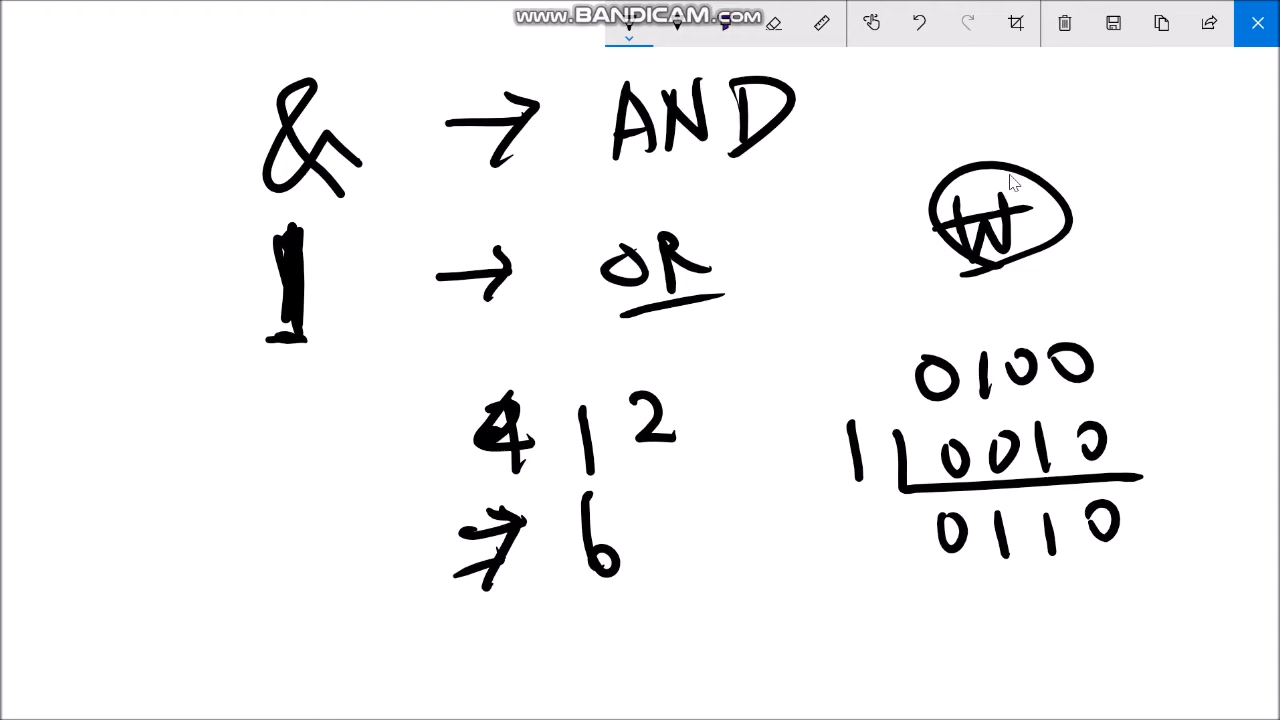 www.BANDICAM.com
& → AND
| → OR
4 | 2
⇒ 6
0100
| 0010
0110